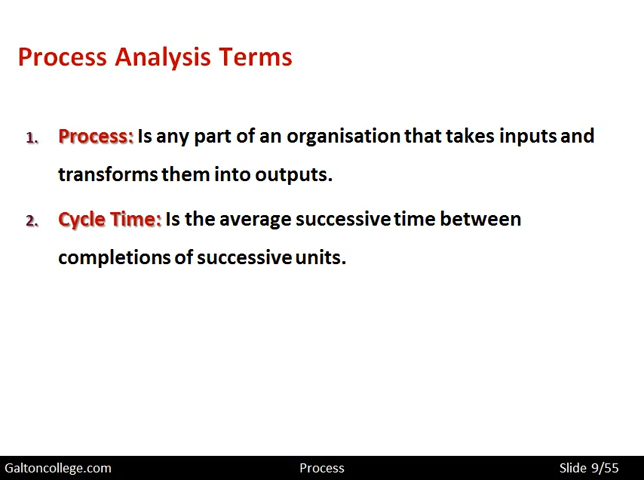 Process Analysis Terms
1. Process: Is any part of an organisation that takes inputs and
transforms them into outputs.
2. Cycle Time: Is the average successive time between
completions of successive units.
Galtoncollege.com Process Slide 9/55